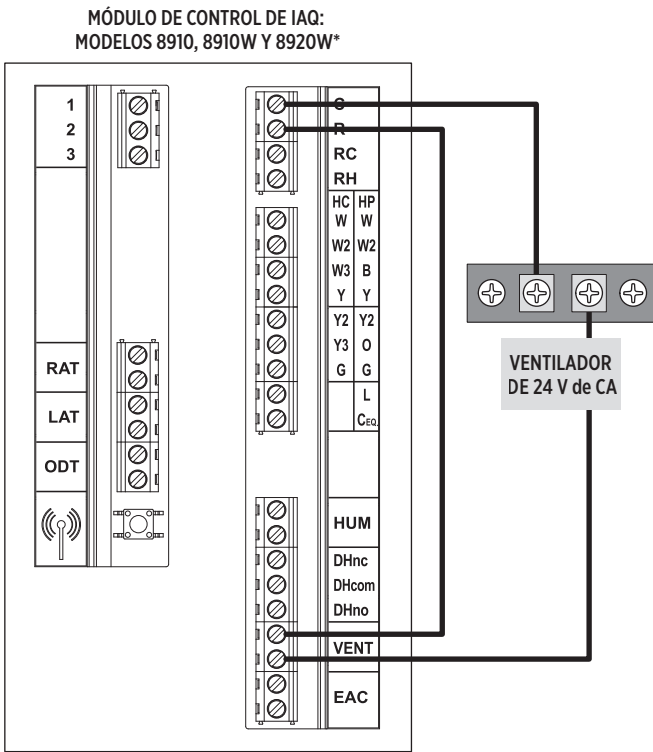 MÓDULO DE CONTROL DE IAQ:
MODELOS 8910, 8910W Y 8920W*
1
2
3
RAT
LAT
ODT
C
R
RC
RH
HC HP
W W
W2 W2
W3 B
Y Y
Y2 Y2
Y3 O
G G
L
CEQ.
HUM
DHnc
DHcom
DHno
VENT
EAC
VENTILADOR
DE 24 V de CA